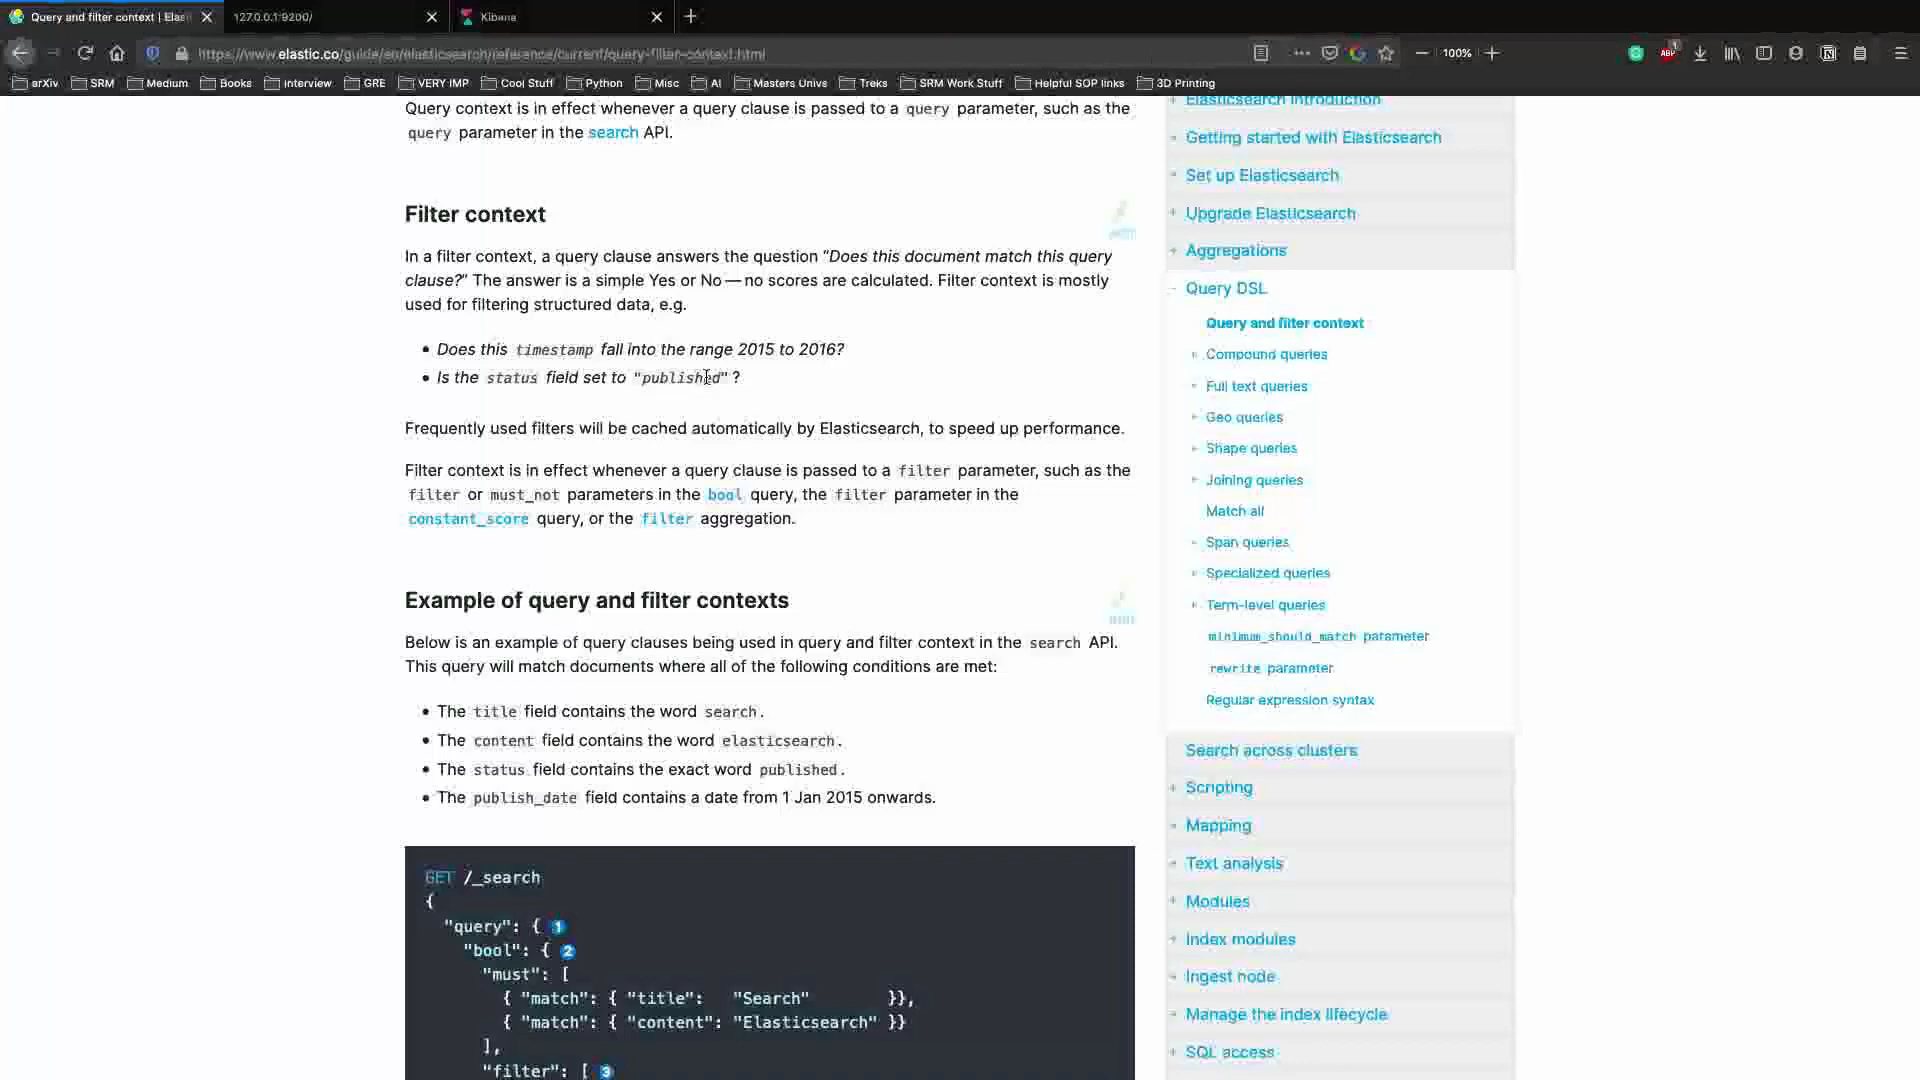 Query and filter context | Elas
127.0.0.1:9200/
Kibana
https://www.elastic.co/guide/en/elasticsearch/reference/current/query-filter-context.html
100%
ABP
1
arXiv
SRM
Medium
Books
Interview
GRE
VERY IMP
Cool Stuff
Python
Misc
AI
Masters Univs
Treks
SRM Work Stuff
Helpful SOP links
3D Printing
Query context is in effect whenever a query clause is passed to a query parameter, such as the
query parameter in the search API.
Filter context
In a filter context, a query clause answers the question “Does this document match this query
clause?” The answer is a simple Yes or No — no scores are calculated. Filter context is mostly
used for filtering structured data, e.g.
• Does this timestamp fall into the range 2015 to 2016?
• Is the status field set to "published" ?
Frequently used filters will be cached automatically by Elasticsearch, to speed up performance.
Filter context is in effect whenever a query clause is passed to a filter parameter, such as the
filter or must_not parameters in the bool query, the filter parameter in the
constant_score query, or the filter aggregation.
Example of query and filter contexts
Below is an example of query clauses being used in query and filter context in the search API.
This query will match documents where all of the following conditions are met:
• The title field contains the word search.
• The content field contains the word elasticsearch.
• The status field contains the exact word published.
• The publish_date field contains a date from 1 Jan 2015 onwards.
GET /_search
{
"query": { 1
"bool": { 2
"must": [
{ "match": { "title": "Search" }},
{ "match": { "content": "Elasticsearch" }}
],
"filter": [ 3
Elasticsearch introduction
Getting started with Elasticsearch
Set up Elasticsearch
Upgrade Elasticsearch
Aggregations
Query DSL
Query and filter context
Compound queries
Full text queries
Geo queries
Shape queries
Joining queries
Match all
Span queries
Specialized queries
Term-level queries
minimum_should_match parameter
rewrite parameter
Regular expression syntax
Search across clusters
Scripting
Mapping
Text analysis
Modules
Index modules
Ingest node
Manage the index lifecycle
SQL access